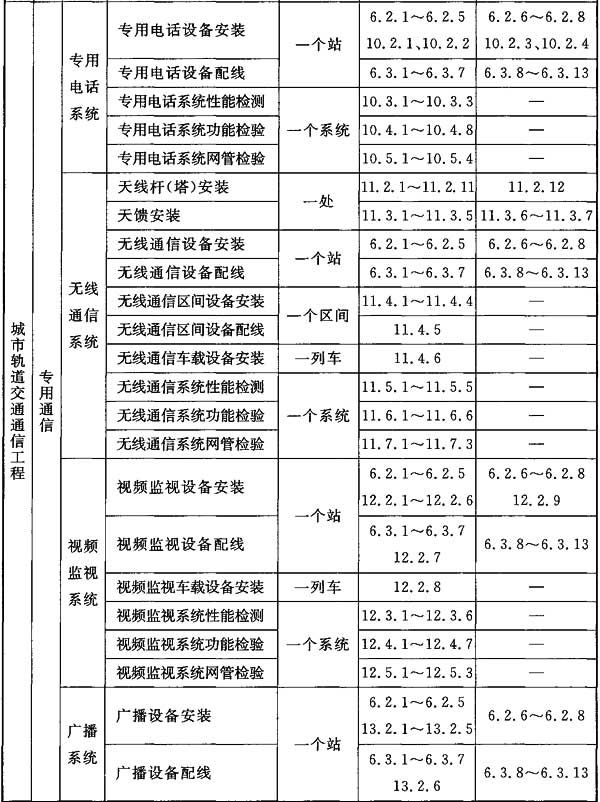 城市轨道交通通信工程
专用通信
专用
电话
系统
专用电话设备安装
一个站
6.2.1～6.2.5
10.2.1、10.2.2
6.2.6～6.2.8
10.2.3、10.2.4
专用电话设备配线
6.3.1～6.3.7
6.3.8～6.3.13
专用电话系统性能检测
一个系统
10.3.1～10.3.3
—
专用电话系统功能检验
10.4.1～10.4.8
—
专用电话系统网管检验
10.5.1～10.5.4
—
无线
通信
系统
天线杆(塔)安装
一处
11.2.1～11.2.11
11.2.12
天馈安装
11.3.1～11.3.5
11.3.6～11.3.7
无线通信设备安装
一个站
6.2.1～6.2.5
6.2.6～6.2.8
无线通信设备配线
6.3.1～6.3.7
6.3.8～6.3.13
无线通信区间设备安装
一个区间
11.4.1～11.4.4
—
无线通信区间设备配线
11.4.5
—
无线通信车载设备安装
一列车
11.4.6
—
无线通信系统性能检测
一个系统
11.5.1～11.5.5
—
无线通信系统功能检验
11.6.1～11.6.6
—
无线通信系统网管检验
11.7.1～11.7.3
—
视频
监视
系统
视频监视设备安装
一个站
6.2.1～6.2.5
12.2.1～12.2.6
6.2.6～6.2.8
12.2.9
视频监视设备配线
6.3.1～6.3.7
12.2.7
6.3.8～6.3.13
视频监视车载设备安装
一列车
12.2.8
—
视频监视系统性能检测
一个系统
12.3.1～12.3.6
—
视频监视系统功能检验
12.4.1～12.4.7
—
视频监视系统网管检验
12.5.1～12.5.3
—
广播
系统
广播设备安装
一个站
6.2.1～6.2.5
13.2.1～13.2.5
6.2.6～6.2.8
广播设备配线
6.3.1～6.3.7
13.2.6
6.3.8～6.3.13